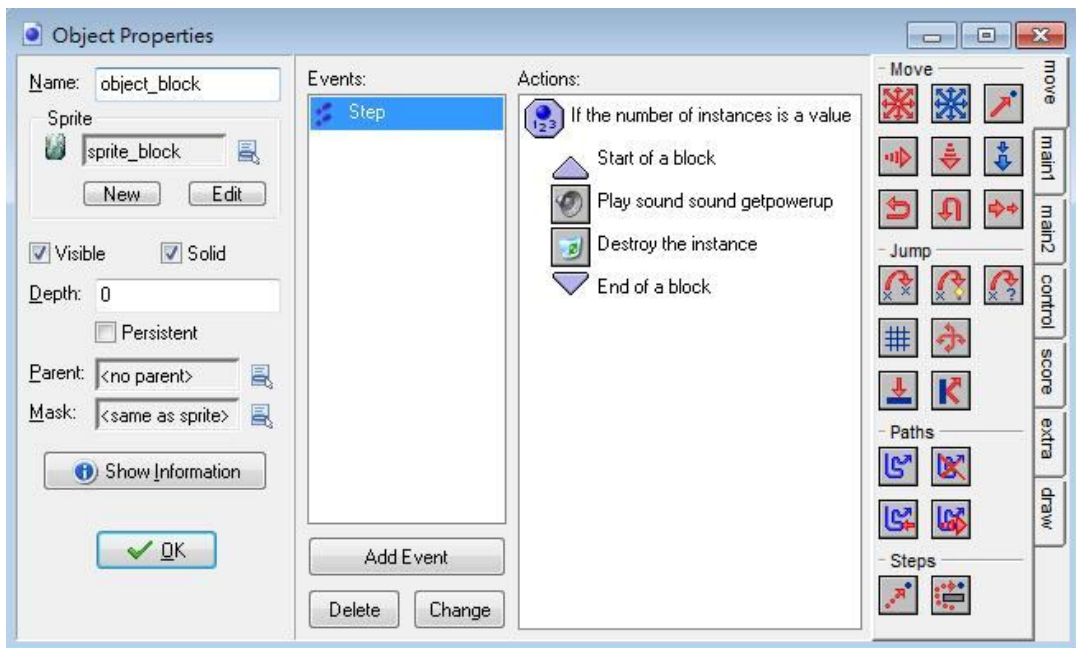 Object Properties
Name: object_block
Sprite
sprite_block
New Edit
Visible Solid
Depth: 0
Persistent
Parent: <no parent>
Mask: <same as sprite>
Show Information
OK
Events:
Step
Add Event
Delete Change
Actions:
1 2 3
If the number of instances is a value
Start of a block
Play sound sound getpowerup
Destroy the instance
End of a block
Move
Jump
x x
x
x ?
Paths
Steps
move
main1
main2
control
score
extra
draw